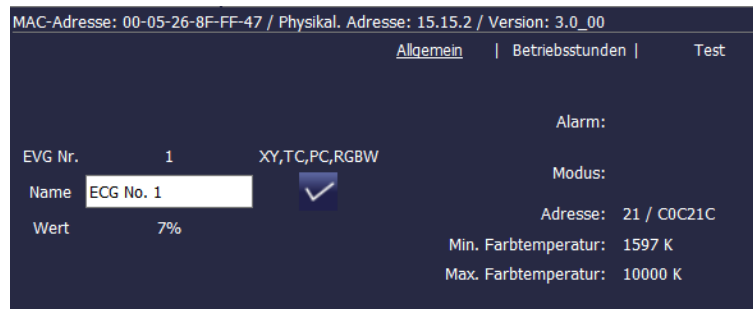 MAC-Adresse: 00-05-26-8F-FF-47 / Physikal. Adresse: 15.15.2 / Version: 3.0_00
Allgemein | Betriebsstunden | Test
Alarm:
EVG Nr. 1 XY,TC,PC,RGBW
Modus:
Name ECG No. 1
Adresse: 21 / C0C21C
Wert 7%
Min. Farbtemperatur: 1597 K
Max. Farbtemperatur: 10000 K